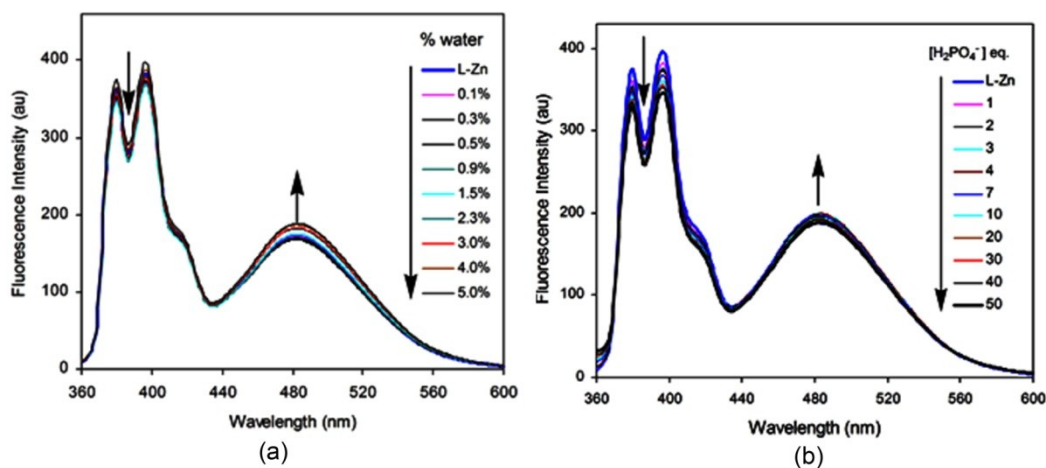 % water
L-Zn
0.1%
0.3%
0.5%
0.9%
1.5%
2.3%
3.0%
4.0%
5.0%
Fluorescence Intensity (au)
400
300
200
100
0
360 400 440 480 520 560 600
Wavelength (nm)
(a)
[H₂PO₄⁻] eq.
L-Zn
1
2
3
4
7
10
20
30
40
50
Fluorescence Intensity (au)
400
300
200
100
0
360 400 440 480 520 560 600
Wavelength (nm)
(b)